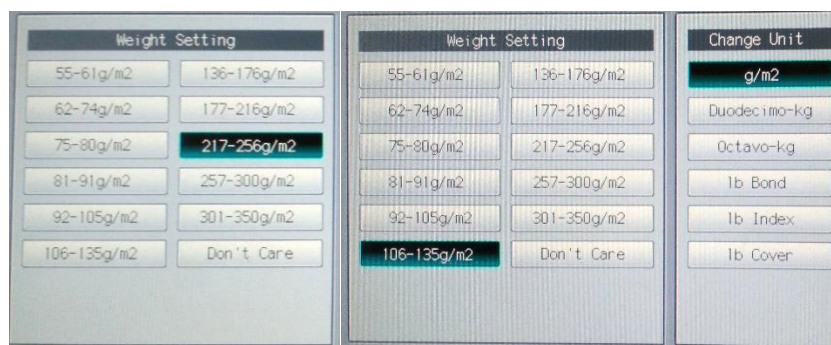 Weight Setting
55-61g/m2 136-176g/m2
62-74g/m2 177-216g/m2
75-80g/m2 217-256g/m2
81-91g/m2 257-300g/m2
92-105g/m2 301-350g/m2
106-135g/m2 Don't Care
Weight Setting
55-61g/m2 136-176g/m2
62-74g/m2 177-216g/m2
75-80g/m2 217-256g/m2
81-91g/m2 257-300g/m2
92-105g/m2 301-350g/m2
106-135g/m2 Don't Care
Change Unit
g/m2
Duodecimo-kg
Octavo-kg
lb Bond
lb Index
lb Cover